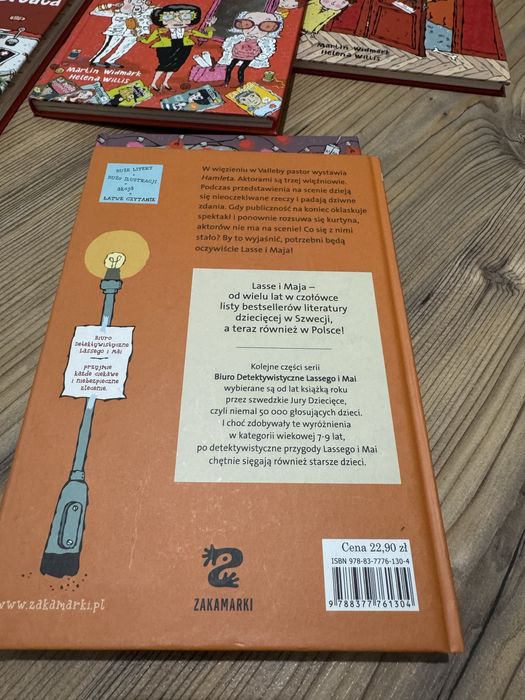 Martin Widmark
Helena Willis
Martin Widmark
Helena Willis
DUŻE LITERY
DUŻO ILUSTRACJI
akcja
ŁATWE CZYTANIE
W więzieniu w Valleby pastor wystawia
Hamleta. Aktorami są trzej więźniowie.
Podczas przedstawienia na scenie dzieją
się nieoczekiwane rzeczy i padają dziwne
zdania. Gdy publiczność na koniec oklaskuje
spektakl i ponownie rozsuwa się kurtyna,
aktorów nie ma na scenie! Co się z nimi
stało? By to wyjaśnić, potrzebni będą
oczywiście Lasse i Maja!
Lasse i Maja –
od wielu lat w czołówce
listy bestsellerów literatury
dziecięcej w Szwecji,
a teraz również w Polsce!
Kolejne części serii
Biuro Detektywistyczne Lassego i Mai
wybierane są od lat książką roku
przez szwedzkie Jury Dziecięce,
czyli niemal 50 000 głosujących dzieci.
I choć zdobywały te wyróżnienia
w kategorii wiekowej 7-9 lat,
po detektywistyczne przygody Lassego i Mai
chętnie sięgają również starsze dzieci.
Biuro
Detektywistyczne
Lassego i Mai
przyjmie
każde ciekawe
i niebezpieczne
zlecenie.
www.zakamarki.pl
ZAKAMARKI
Cena 22,90 zł
ISBN 978-83-7776-130-4
9 788377 761304